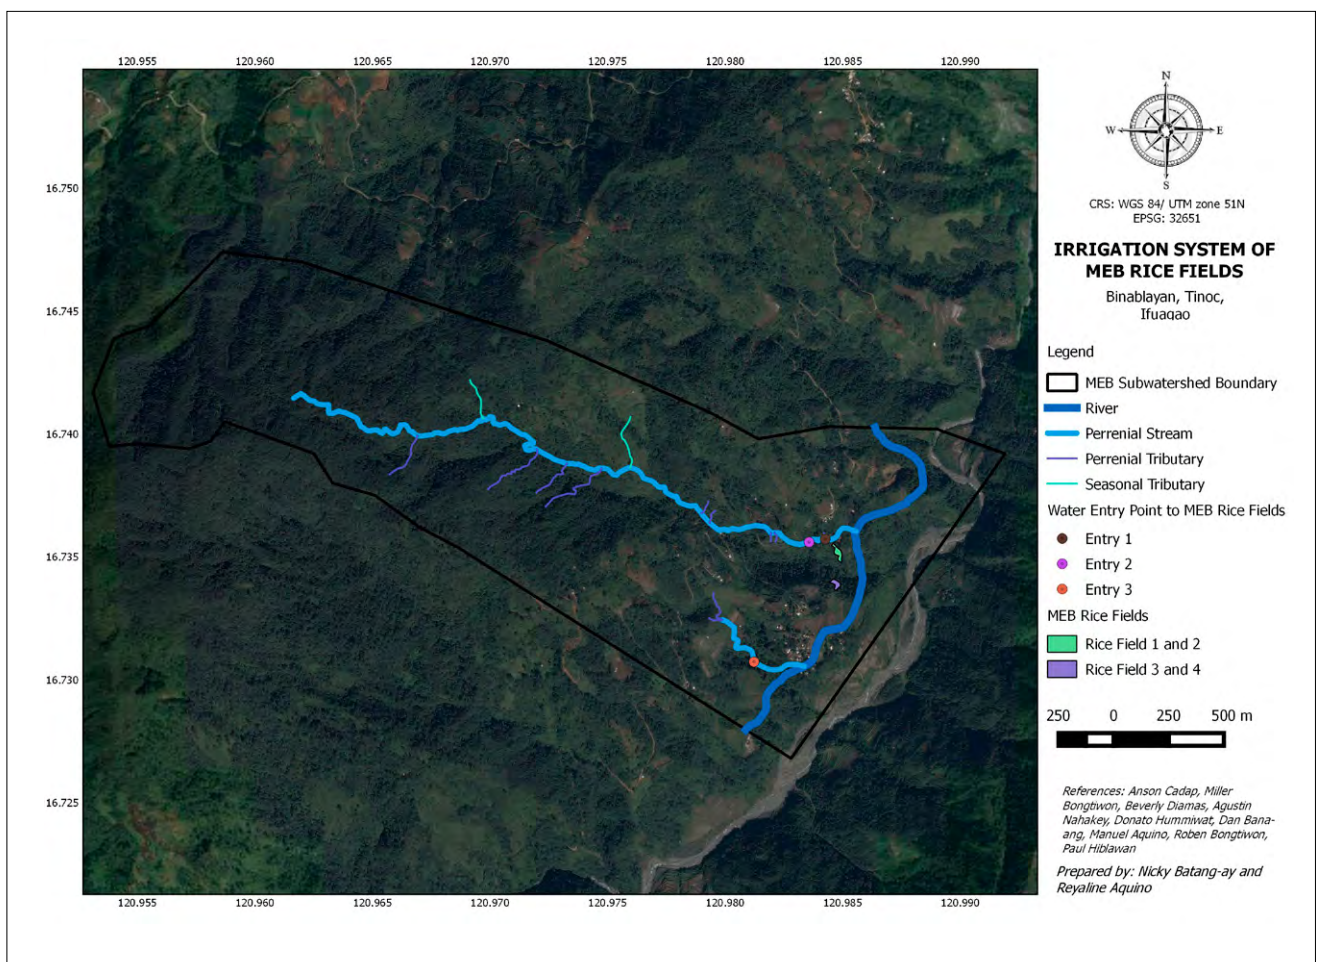 120.955 120.960 120.965 120.970 120.975 120.980 120.985 120.990
16.750
16.745
16.740
16.735
16.730
16.725
120.955 120.960 120.965 120.970 120.975 120.980 120.985 120.990
N
W E
S
CRS: WGS 84/ UTM zone 51N
EPSG: 32651
IRRIGATION SYSTEM OF
MEB RICE FIELDS
Binablayan, Tinoc,
Ifugao
Legend
MEB Subwatershed Boundary
River
Perrenial Stream
Perrenial Tributary
Seasonal Tributary
Water Entry Point to MEB Rice Fields
Entry 1
Entry 2
Entry 3
MEB Rice Fields
Rice Field 1 and 2
Rice Field 3 and 4
250 0 250 500 m
References: Anson Cadap, Miller
Bongtiwon, Beverly Diamas, Agustin
Nahakey, Donato Hummiwat, Dan Bana-
ang, Manuel Aquino, Roben Bongtiwon,
Paul Hiblawan
Prepared by: Nicky Batang-ay and
Reyaline Aquino